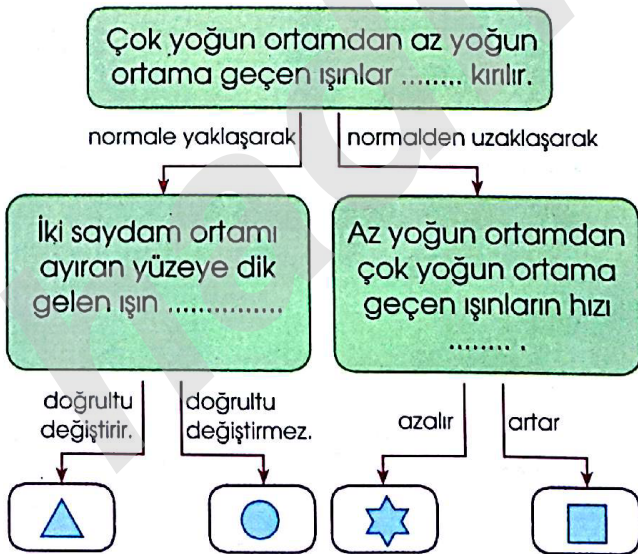 Çok yoğun ortamdan az yoğun
ortama geçen ışınlar ........ kırılır.
normale yaklaşarak
normalden uzaklaşarak
İki saydam ortamı
ayıran yüzeye dik
gelen ışın ...............
Az yoğun ortamdan
çok yoğun ortama
geçen ışınların hızı
........ .
doğrultu
değiştirir.
doğrultu
değiştirmez.
azalır
artar